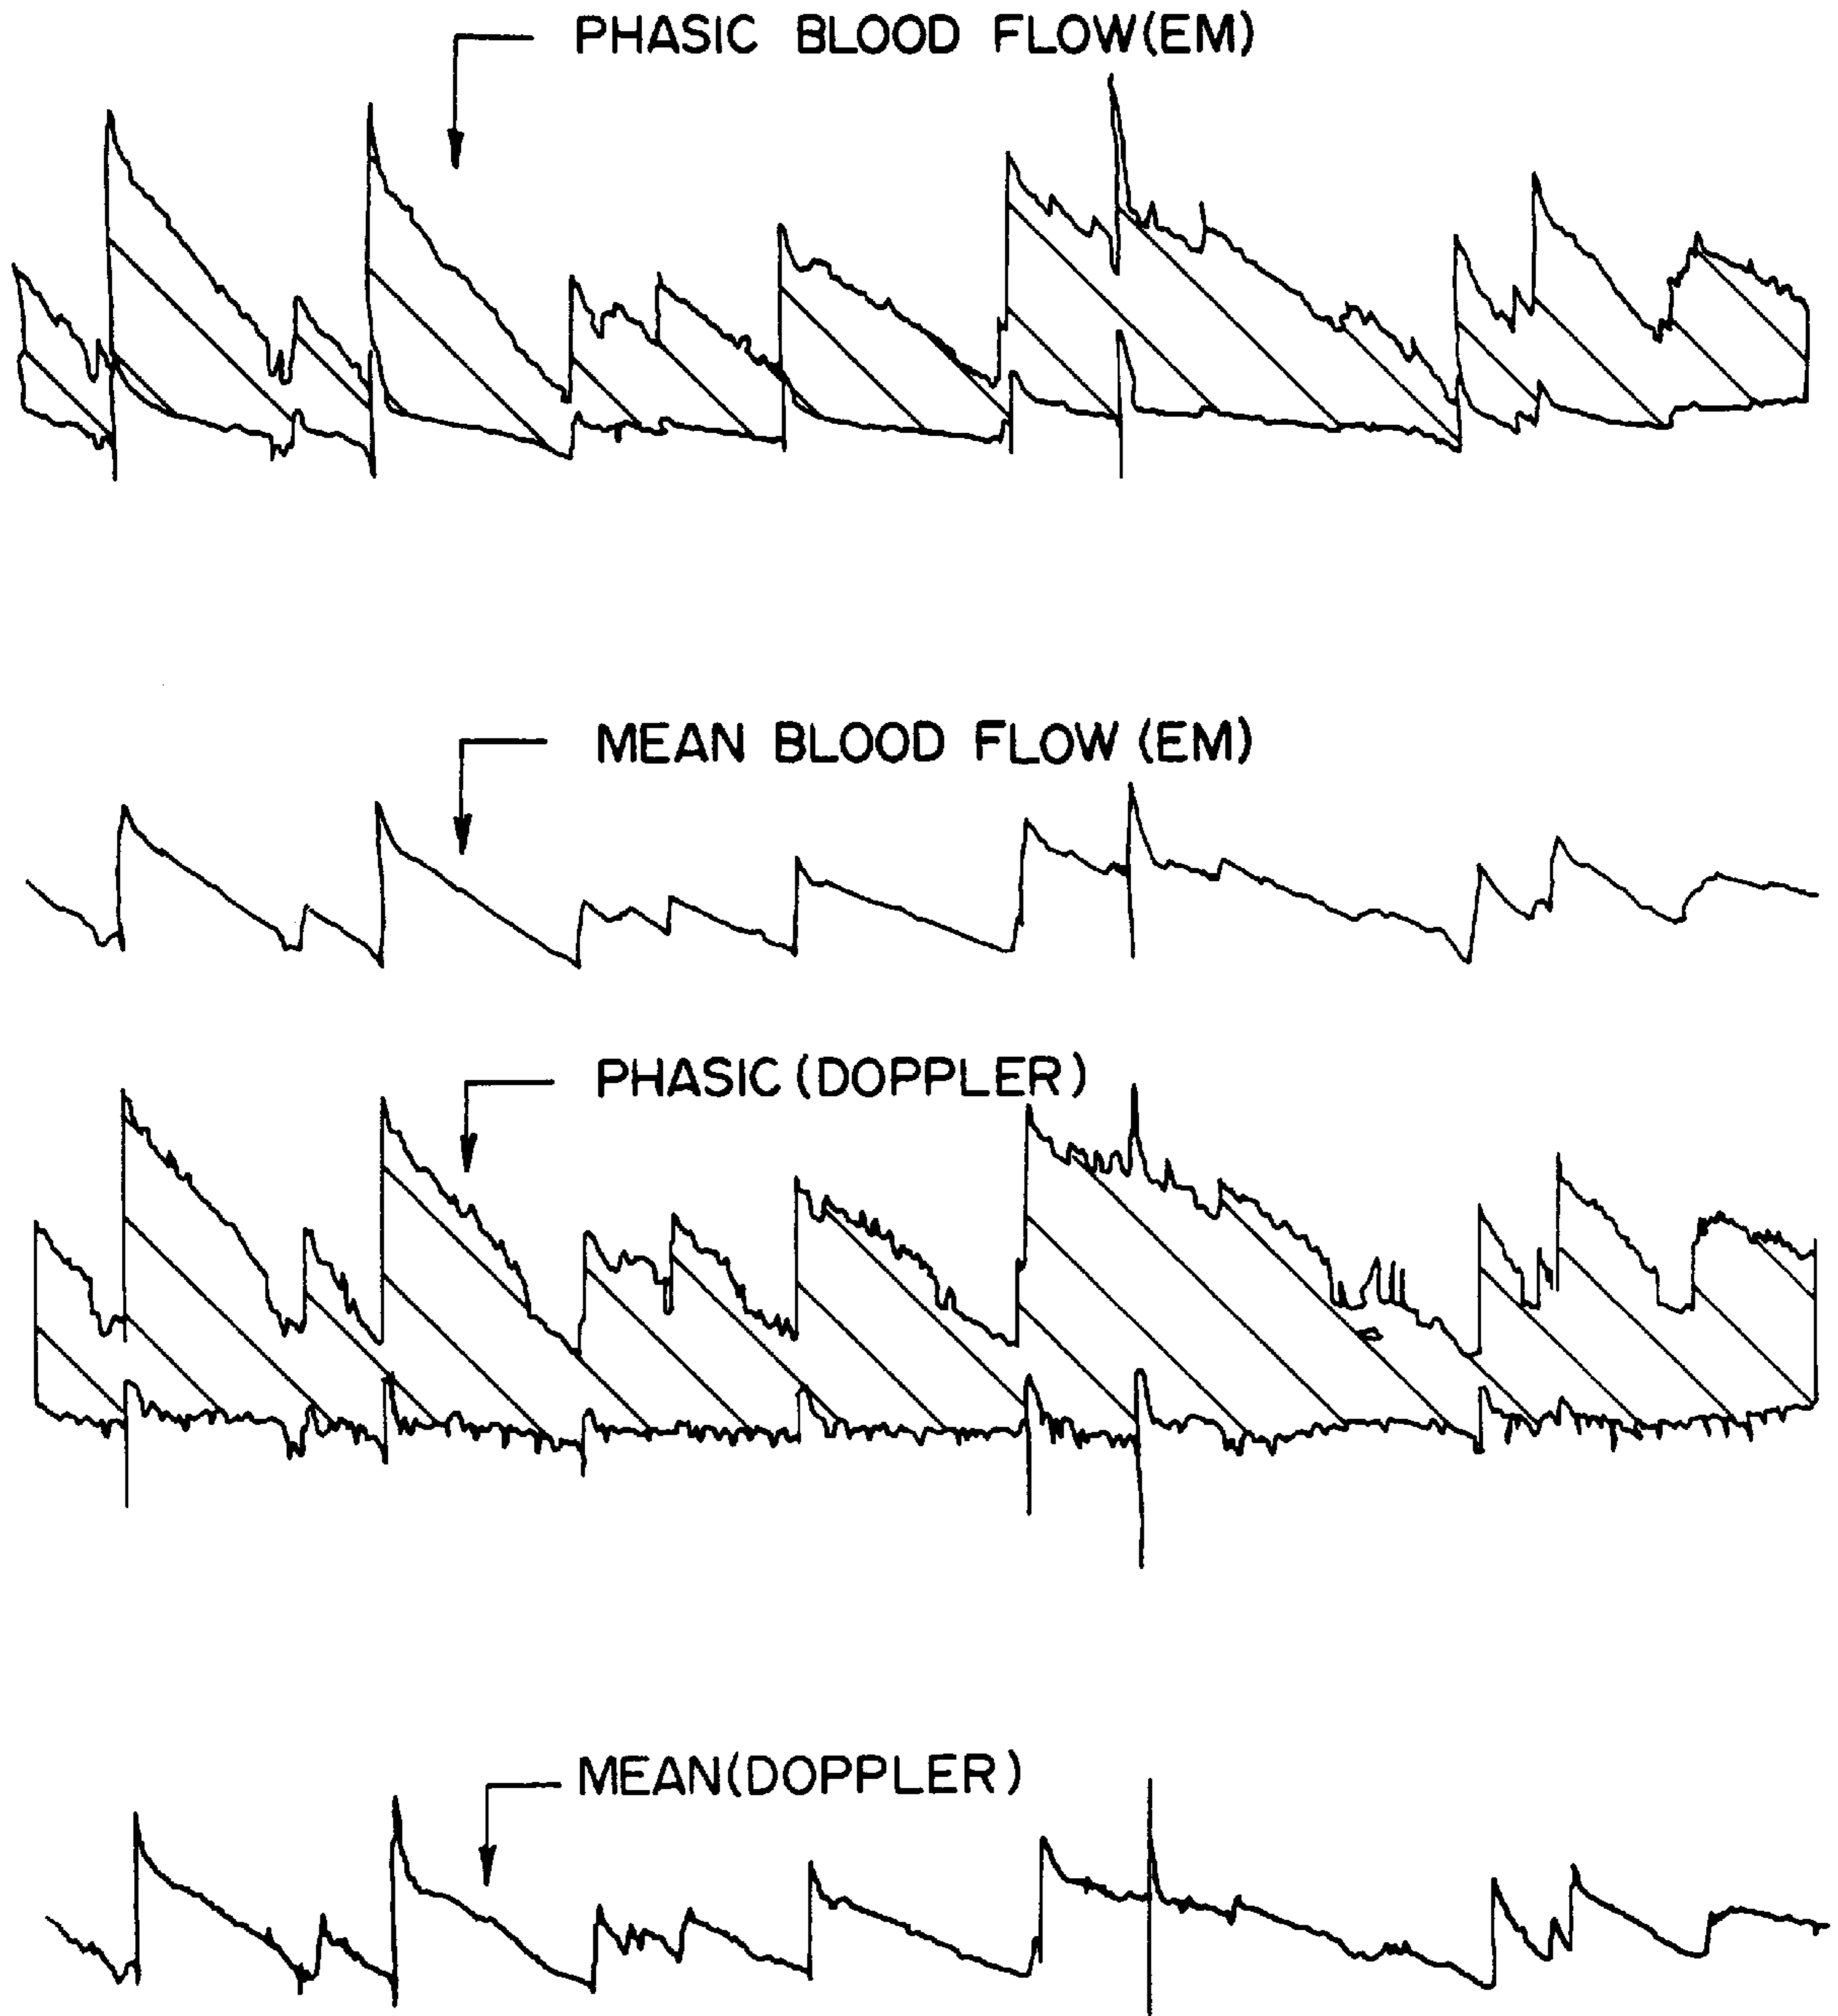 PHASIC BLOOD FLOW(EM)
MEAN BLOOD FLOW (EM)
PHASIC (DOPPLER)
MEAN(DOPPLER)